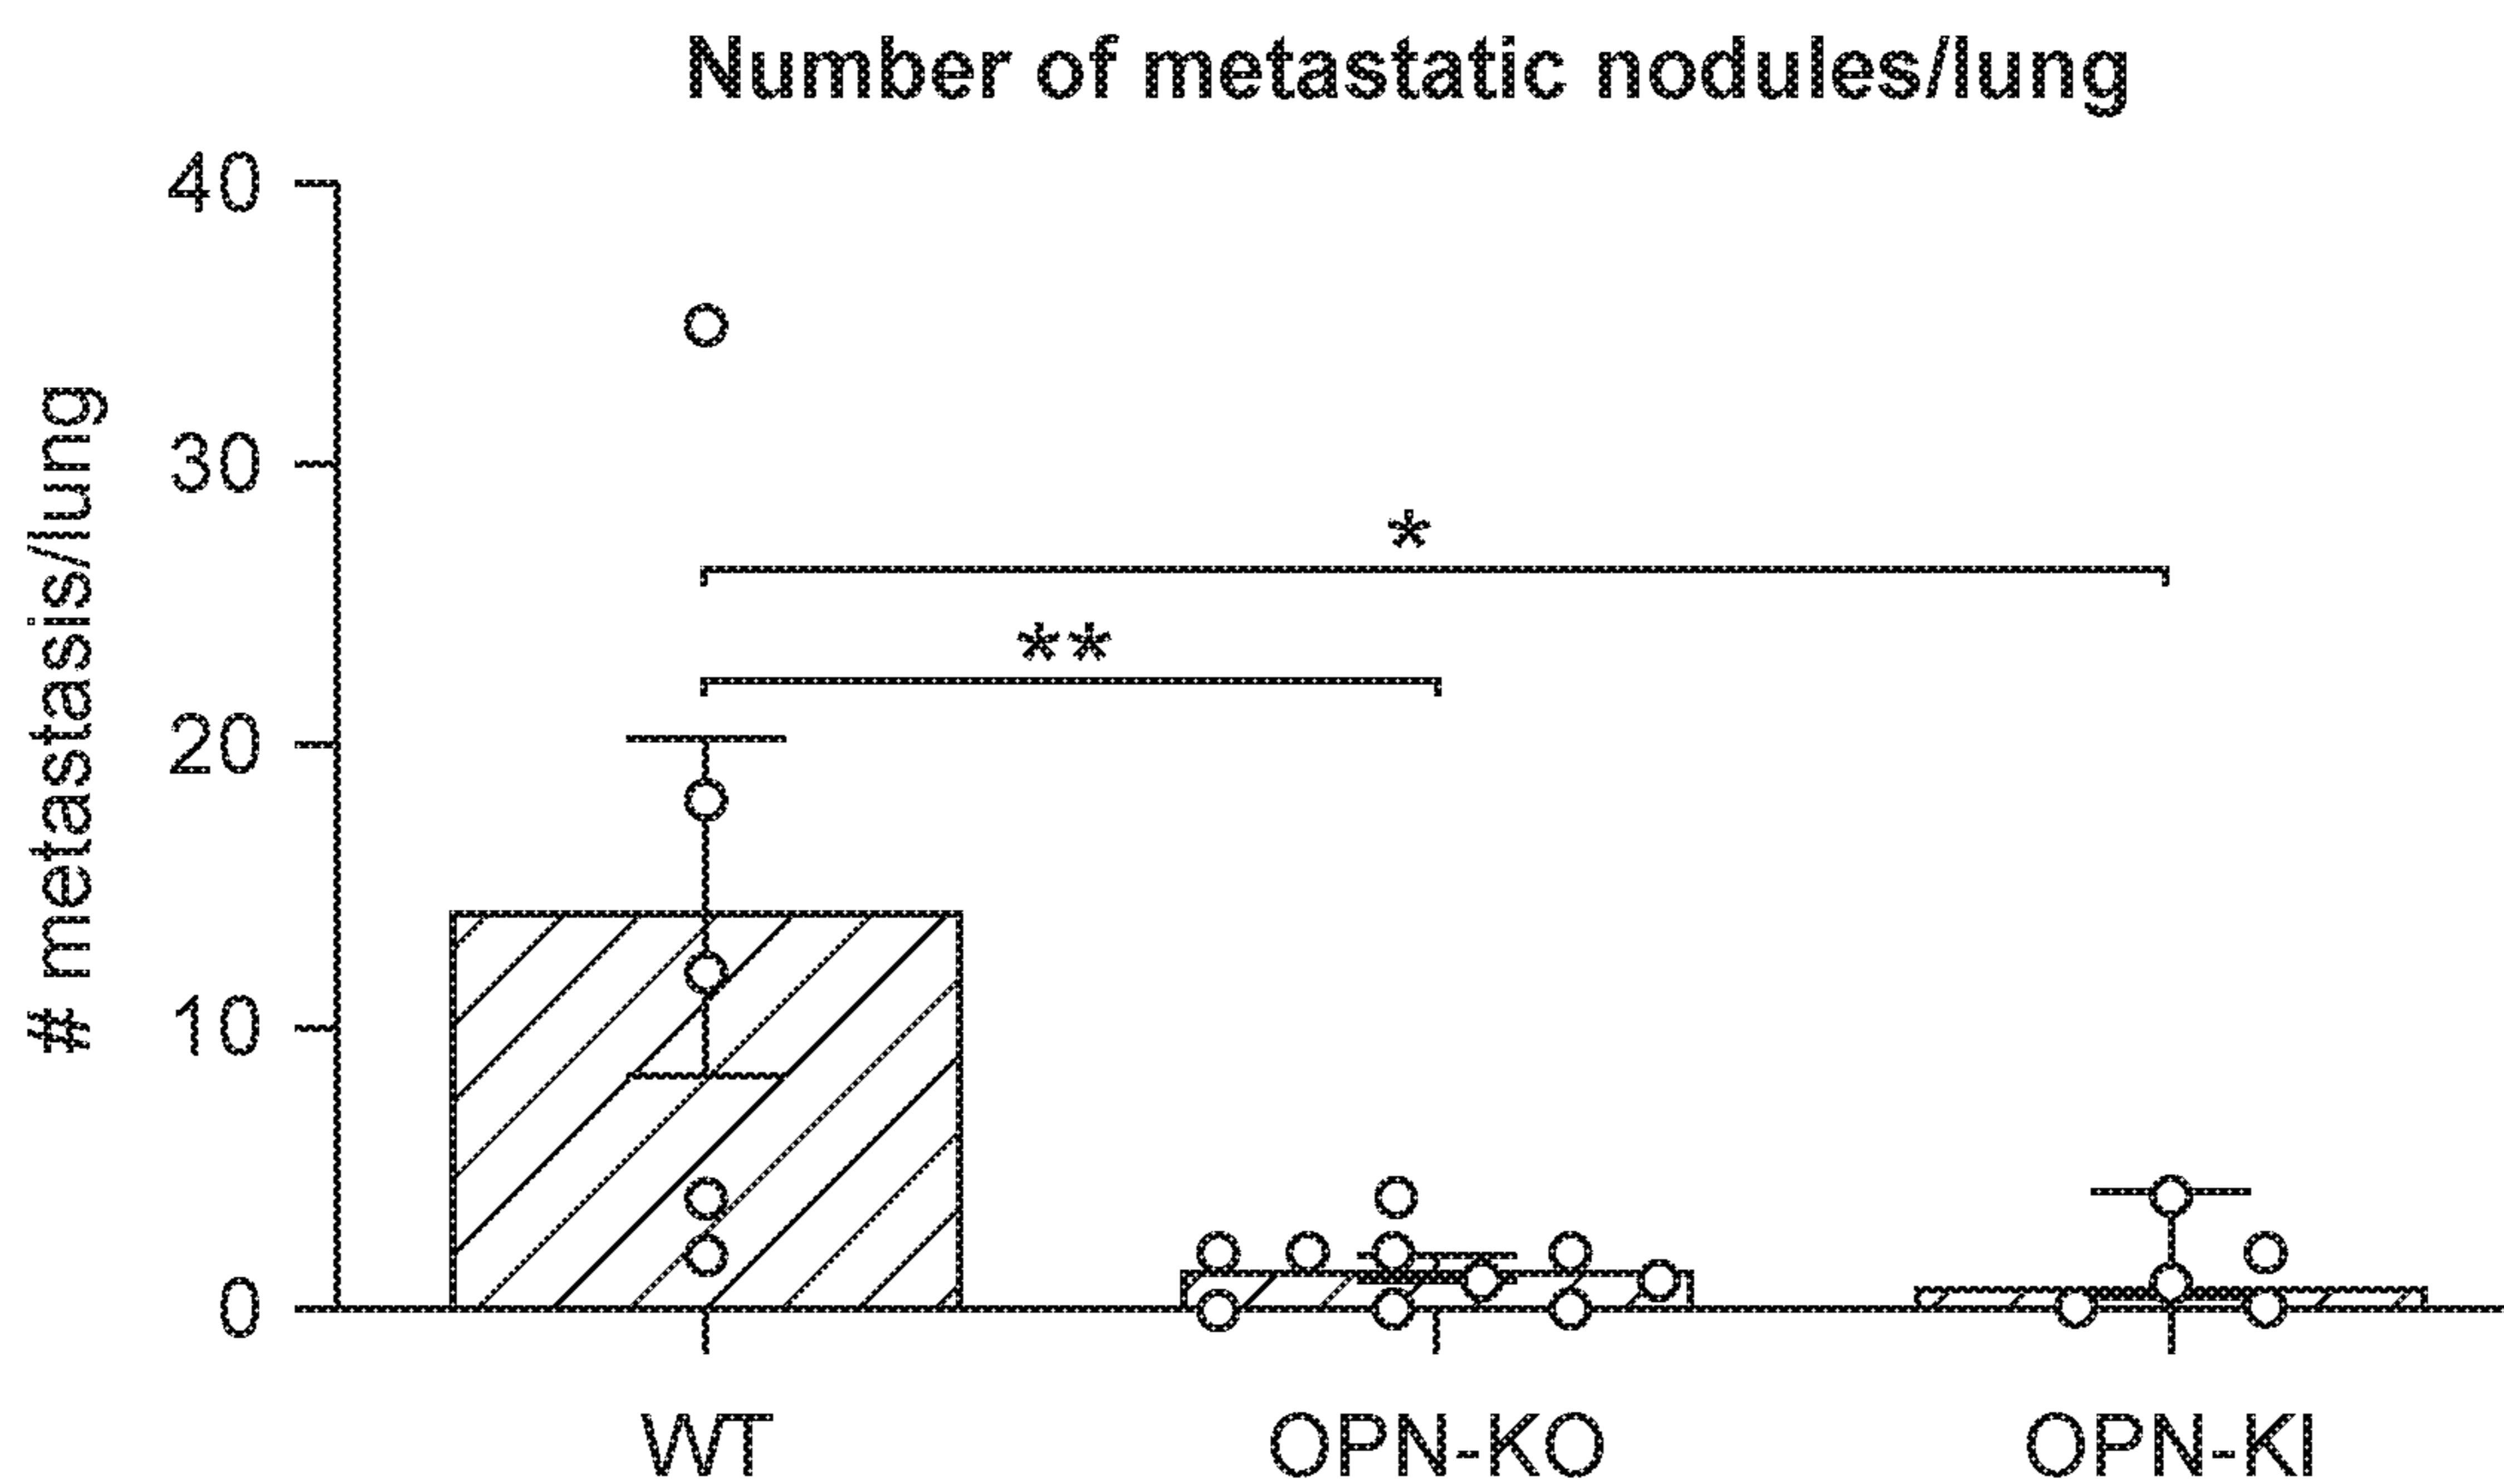 Number of metastatic nodules/lung
# metastasis/lung
40
30
20
10
0
*
**
WT
OPN-KO
OPN-KI